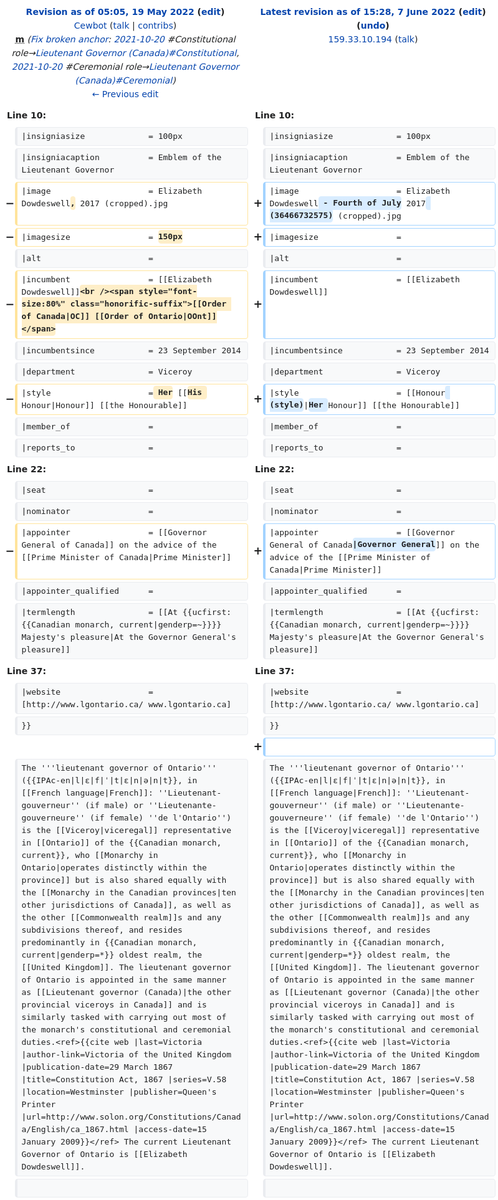 Revision as of 05:05, 19 May 2022 (edit)
Cewbot (talk | contribs)
m (Fix broken anchor: 2021-10-20 #Constitutional
role→Lieutenant Governor (Canada)#Constitutional,
2021-10-20 #Ceremonial role→Lieutenant Governor
(Canada)#Ceremonial)
← Previous edit
Latest revision as of 15:28, 7 June 2022 (edit)
(undo)
159.33.10.194 (talk)
Line 10:
Line 10:
|insigniasize = 100px
|insigniasize = 100px
|insigniacaption = Emblem of the
Lieutenant Governor
|insigniacaption = Emblem of the
Lieutenant Governor
− |image = Elizabeth
Dowdeswell, 2017 (cropped).jpg
+ |image = Elizabeth
Dowdeswell - Fourth of July 2017
(36466732575) (cropped).jpg
− |imagesize = 150px
+ |imagesize =
|alt =
|alt =
− |incumbent = [[Elizabeth
Dowdeswell]]<br /><span style="font-
size:80%" class="honorific-suffix">[[Order
of Canada|OC]] [[Order of Ontario|OOnt]]
</span>
+ |incumbent = [[Elizabeth
Dowdeswell]]
|incumbentsince = 23 September 2014
|incumbentsince = 23 September 2014
|department = Viceroy
|department = Viceroy
− |style = Her [[His
Honour|Honour]] [[the Honourable]]
+ |style = [[Honour
(style)|Her Honour]] [[the Honourable]]
|member_of =
|member_of =
|reports_to =
|reports_to =
Line 22:
Line 22:
|seat =
|seat =
|nominator =
|nominator =
− |appointer = [[Governor
General of Canada]] on the advice of the
[[Prime Minister of Canada|Prime Minister]]
+ |appointer = [[Governor
General of Canada|Governor General]] on the
advice of the [[Prime Minister of
Canada|Prime Minister]]
|appointer_qualified =
|appointer_qualified =
|termlength = [[At {{ucfirst:
{{Canadian monarch, current|genderp=~}}}}
Majesty's pleasure|At the Governor General's
pleasure]]
|termlength = [[At {{ucfirst:
{{Canadian monarch, current|genderp=~}}}}
Majesty's pleasure|At the Governor General's
pleasure]]
Line 37:
Line 37:
|website =
[http://www.lgontario.ca/ www.lgontario.ca]
|website =
[http://www.lgontario.ca/ www.lgontario.ca]
}}
}}
+
The '''lieutenant governor of Ontario'''
({{IPAc-en|l|ɛ|f|ˈ|t|ɛ|n|ə|n|t}}, in
[[French language|French]]: ''Lieutenant-
gouverneur'' (if male) or ''Lieutenante-
gouverneure'' (if female) ''de l'Ontario'')
is the [[Viceroy|viceregal]] representative
in [[Ontario]] of the {{Canadian monarch,
current}}, who [[Monarchy in
Ontario|operates distinctly within the
province]] but is also shared equally with
the [[Monarchy in the Canadian provinces|ten
other jurisdictions of Canada]], as well as
the other [[Commonwealth realm]]s and any
subdivisions thereof, and resides
predominantly in {{Canadian monarch,
current|genderp=*}} oldest realm, the
[[United Kingdom]]. The lieutenant governor
of Ontario is appointed in the same manner
as [[Lieutenant governor (Canada)|the other
provincial viceroys in Canada]] and is
similarly tasked with carrying out most of
the monarch's constitutional and ceremonial
duties.<ref>{{cite web |last=Victoria
|author-link=Victoria of the United Kingdom
|publication-date=29 March 1867
|title=Constitution Act, 1867 |series=V.58
|location=Westminster |publisher=Queen's
Printer
|url=http://www.solon.org/Constitutions/Canad
a/English/ca_1867.html |access-date=15
January 2009}}</ref> The current Lieutenant
Governor of Ontario is [[Elizabeth
Dowdeswell]].
The '''lieutenant governor of Ontario'''
({{IPAc-en|l|ɛ|f|ˈ|t|ɛ|n|ə|n|t}}, in
[[French language|French]]: ''Lieutenant-
gouverneur'' (if male) or ''Lieutenante-
gouverneure'' (if female) ''de l'Ontario'')
is the [[Viceroy|viceregal]] representative
in [[Ontario]] of the {{Canadian monarch,
current}}, who [[Monarchy in
Ontario|operates distinctly within the
province]] but is also shared equally with
the [[Monarchy in the Canadian provinces|ten
other jurisdictions of Canada]], as well as
the other [[Commonwealth realm]]s and any
subdivisions thereof, and resides
predominantly in {{Canadian monarch,
current|genderp=*}} oldest realm, the
[[United Kingdom]]. The lieutenant governor
of Ontario is appointed in the same manner
as [[Lieutenant governor (Canada)|the other
provincial viceroys in Canada]] and is
similarly tasked with carrying out most of
the monarch's constitutional and ceremonial
duties.<ref>{{cite web |last=Victoria
|author-link=Victoria of the United Kingdom
|publication-date=29 March 1867
|title=Constitution Act, 1867 |series=V.58
|location=Westminster |publisher=Queen's
Printer
|url=http://www.solon.org/Constitutions/Canad
a/English/ca_1867.html |access-date=15
January 2009}}</ref> The current Lieutenant
Governor of Ontario is [[Elizabeth
Dowdeswell]].